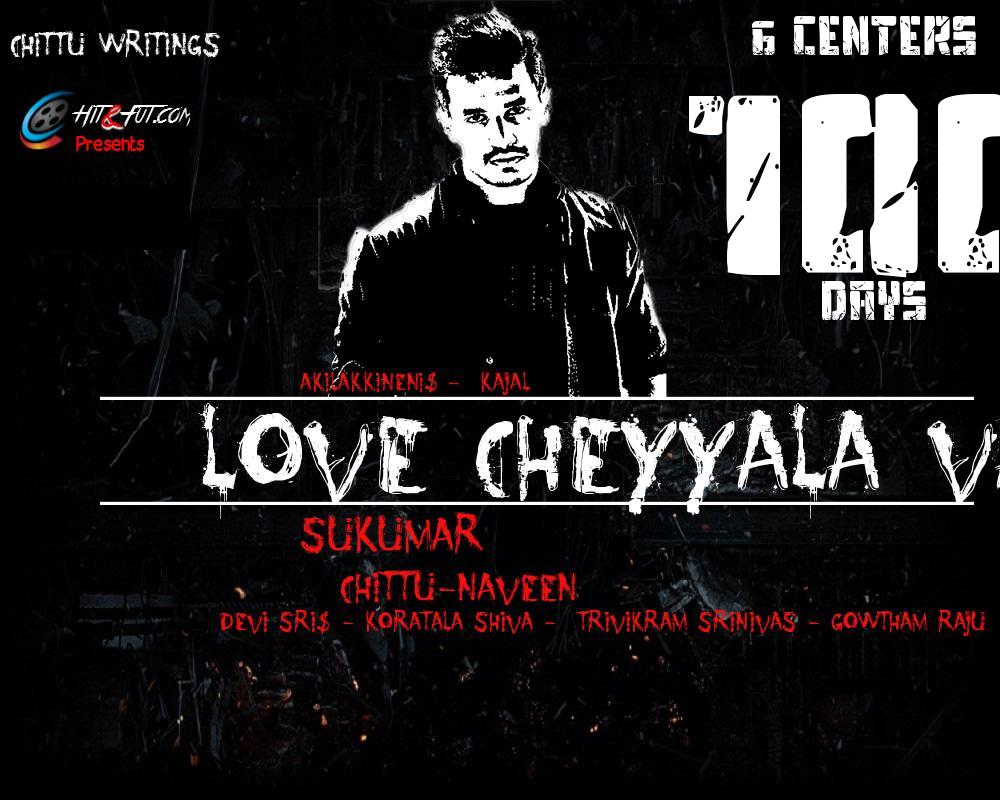 CHITTU WRITINGS
6 CENTERS
HIT&FUT.COM
Presents
100
DAYS
AKILAKKINENI$ - KAJAL
LOVE CHEYYALA
SUKUMAR
CHITTU-NAVEEN
DEVI SRI$ - KORATALA SHIVA - TRIVIKRAM SRINIVAS - GOWTHAM RAJU